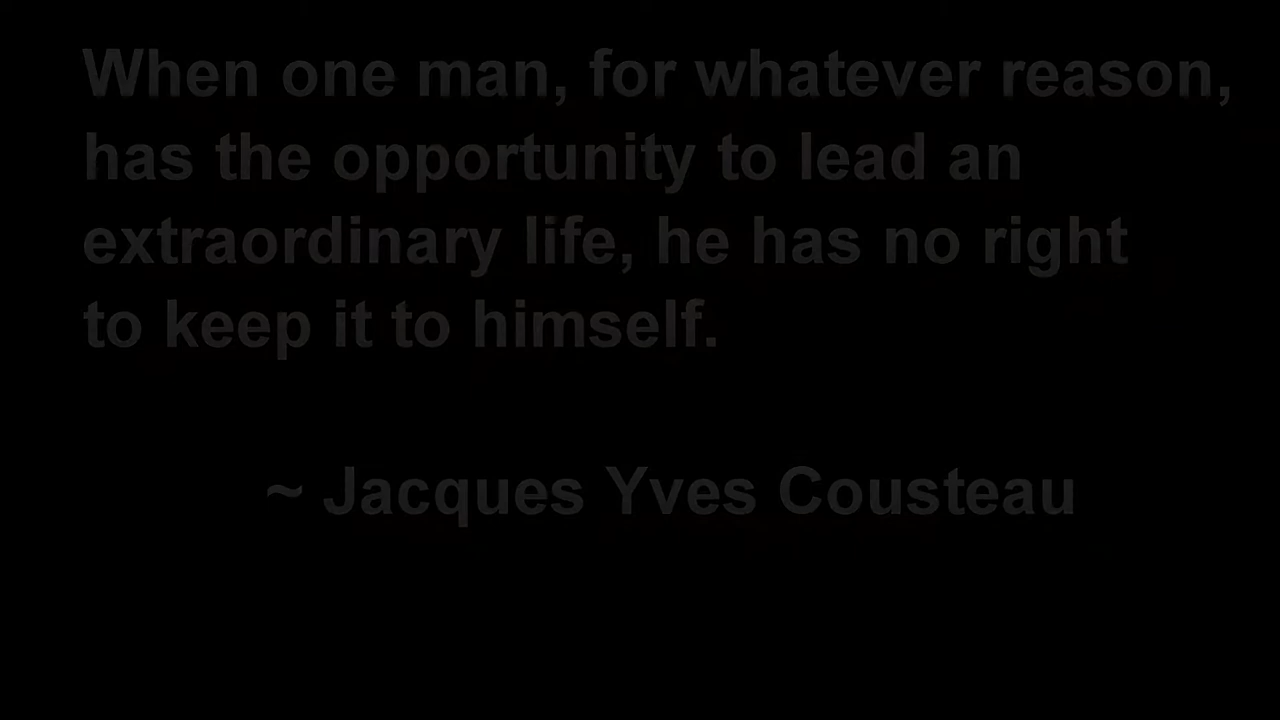 When one man, for whatever reason,
has the opportunity to lead an
extraordinary life, he has no right
to keep it to himself.
~ Jacques Yves Cousteau